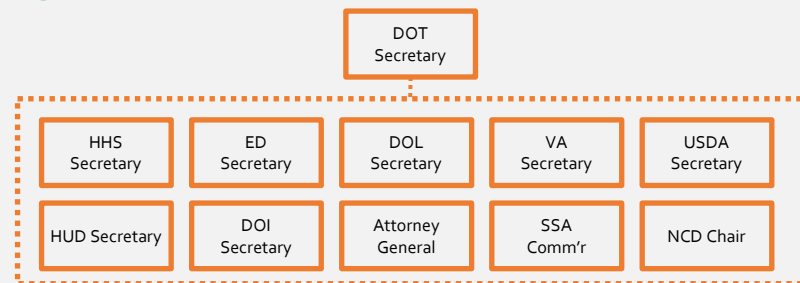 DOT
Secretary
HHS
Secretary
ED
Secretary
DOL
Secretary
VA
Secretary
USDA
Secretary
HUD Secretary
DOI
Secretary
Attorney
General
SSA
Comm'r
NCD Chair